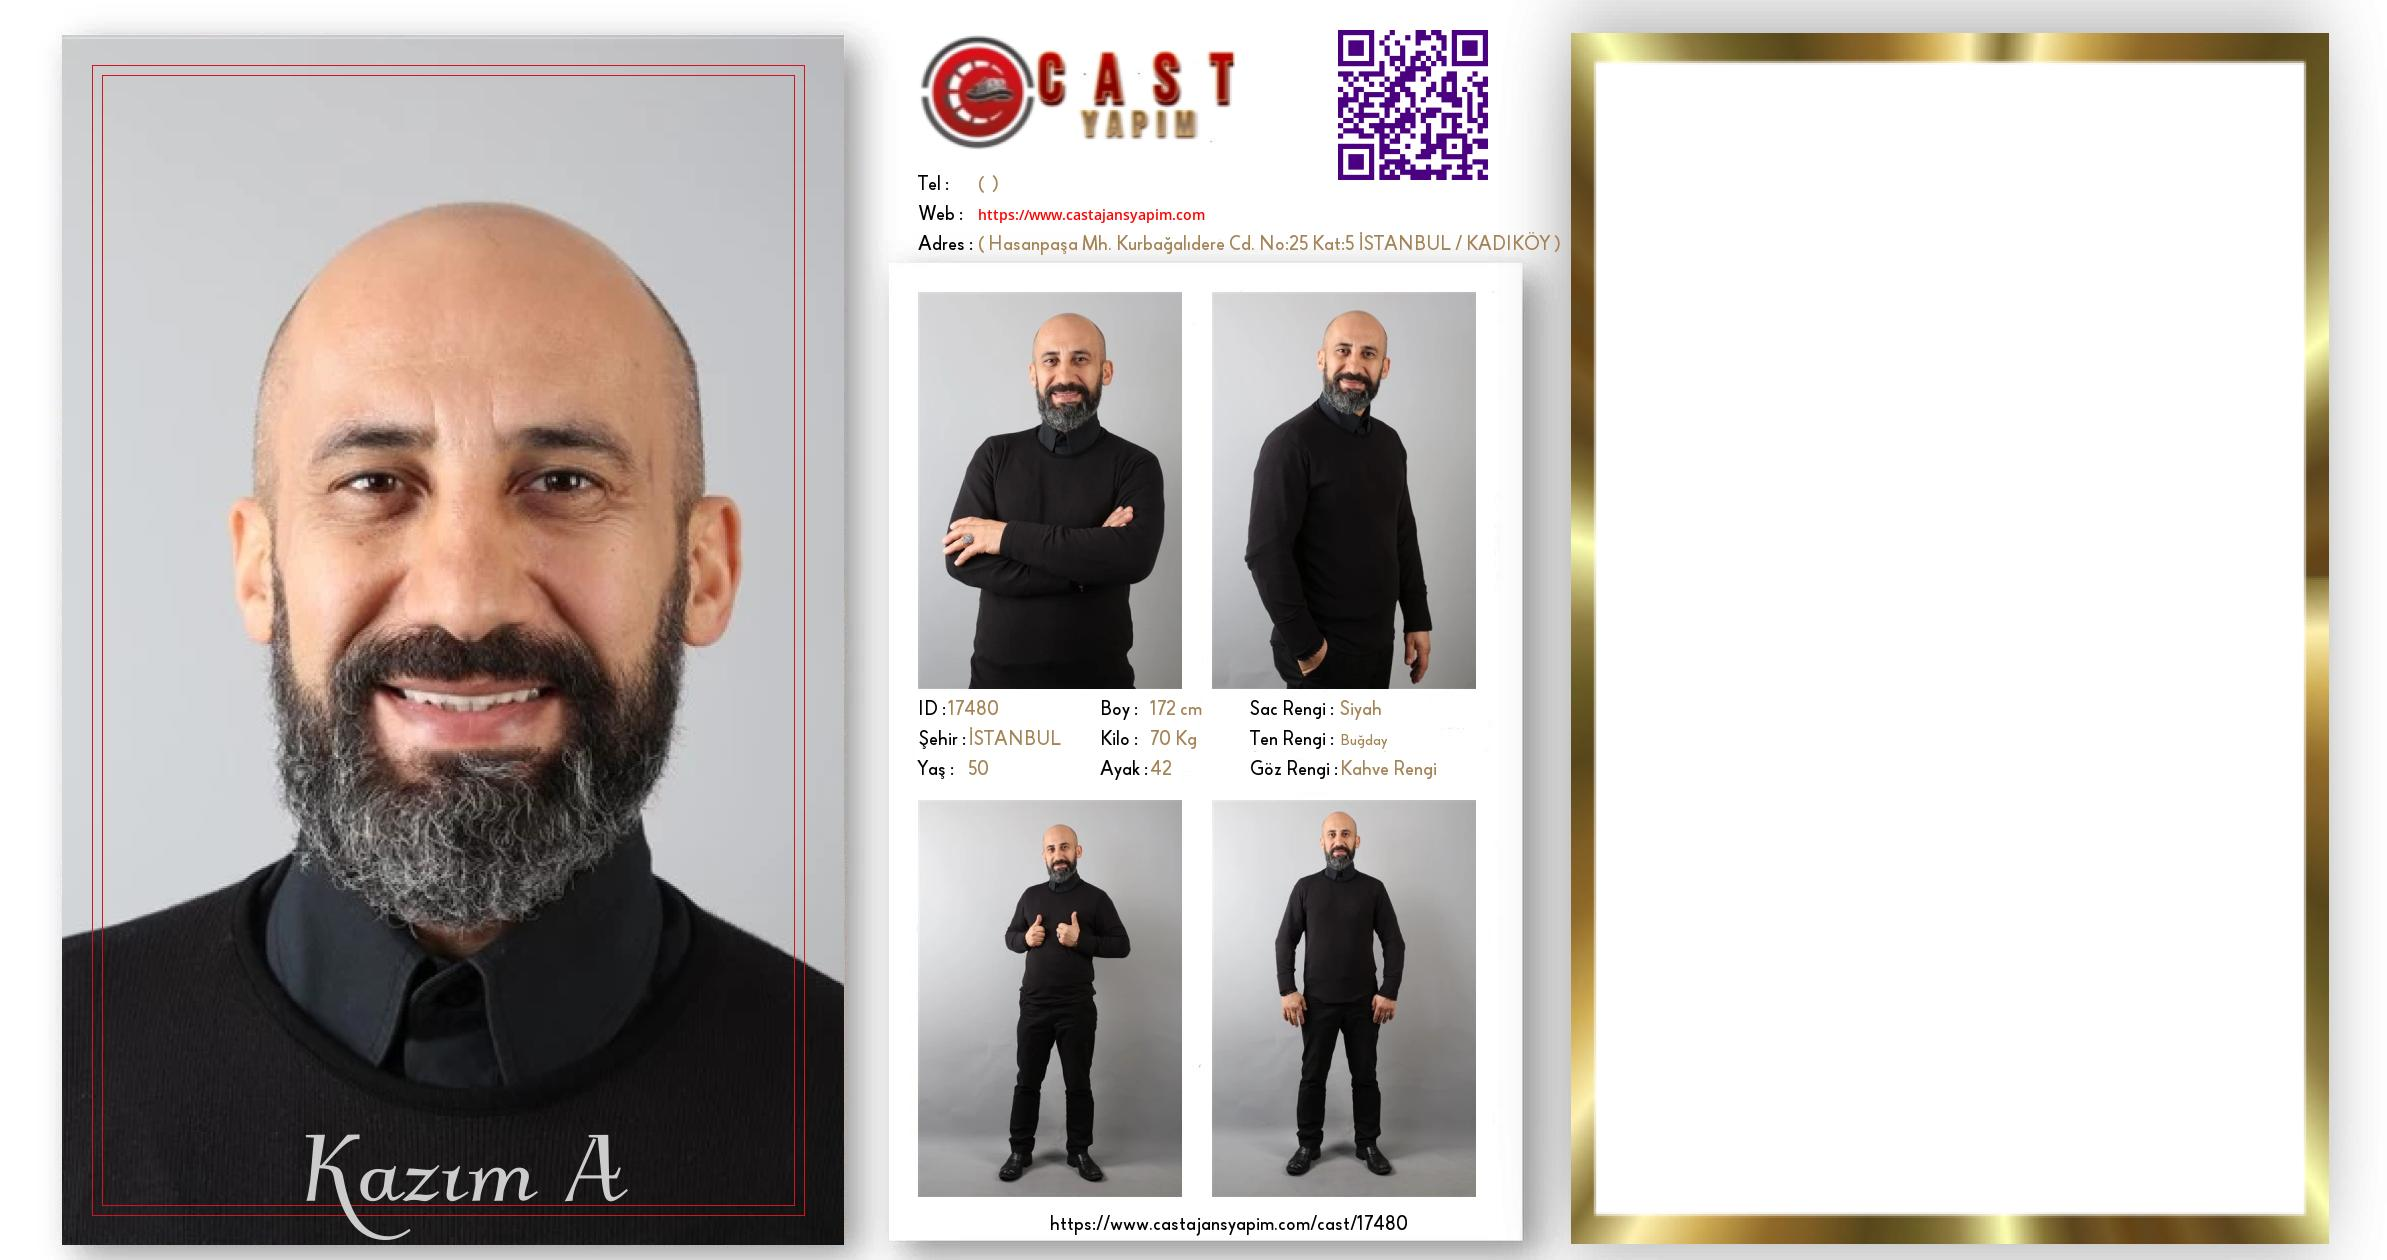 Kazım A
CAST
YAPIM
Tel : ( )
Web : https://www.castajansyapim.com
Adres : ( Hasanpaşa Mh. Kurbağalıdere Cd. No:25 Kat:5 İSTANBUL / KADIKÖY )
ID :17480 Boy : 172 cm Sac Rengi : Siyah
Şehir :İSTANBUL Kilo : 70 Kg Ten Rengi : Buğday
Yaş : 50 Ayak :42 Göz Rengi :Kahve Rengi
https://www.castajansyapim.com/cast/17480